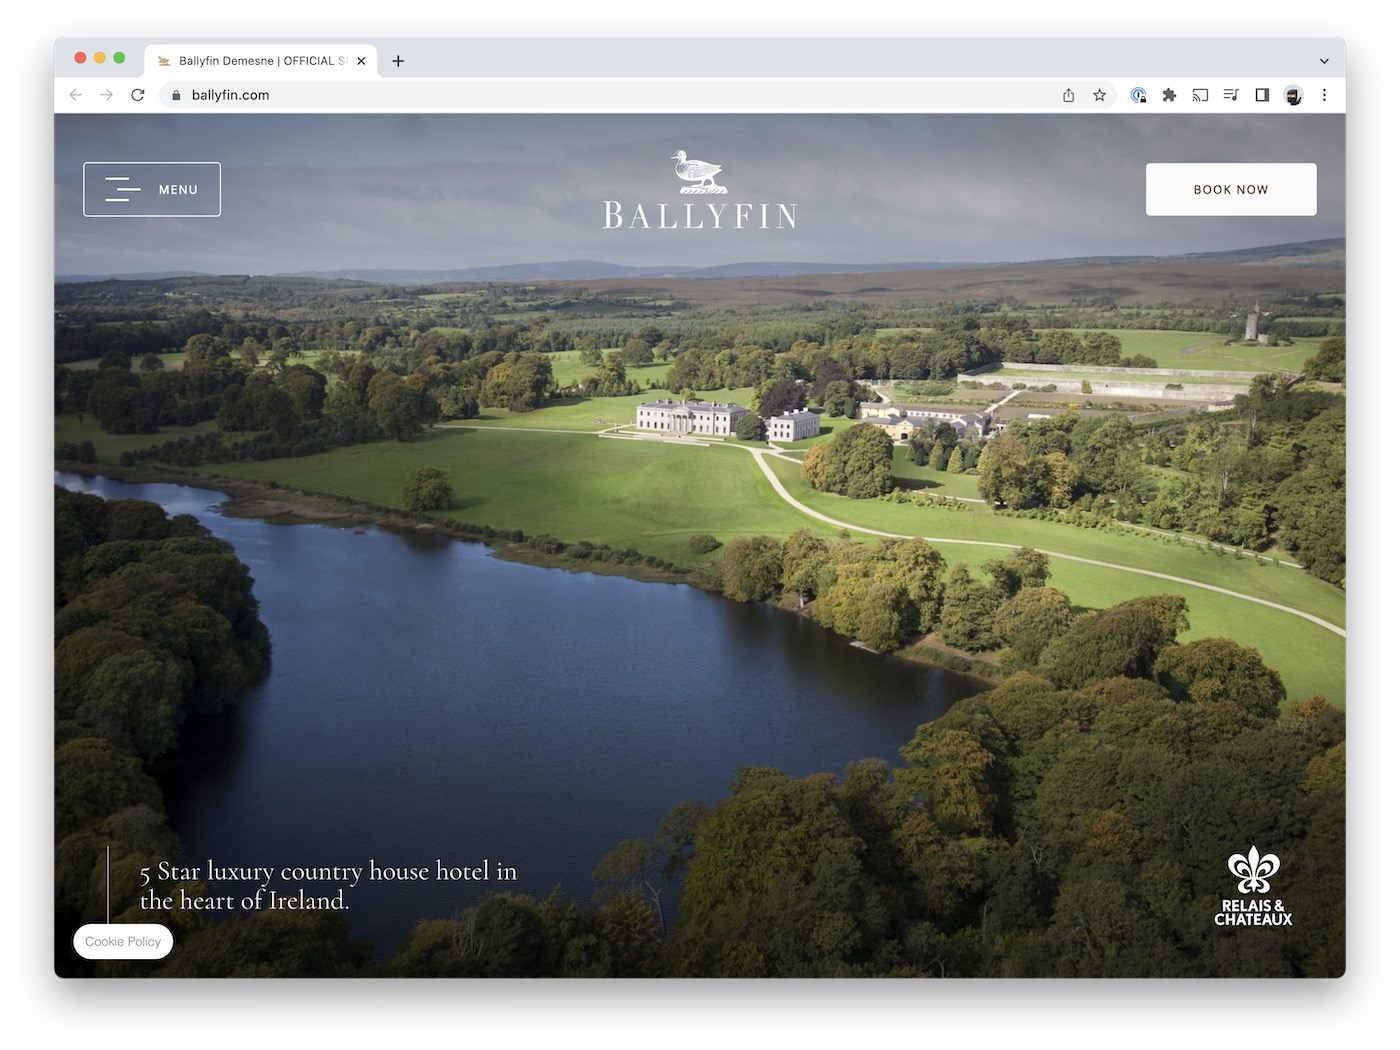 Ballyfin Demesne | OFFICIAL S
ballyfin.com
MENU
BALLYFIN
BOOK NOW
5 Star luxury country house hotel in
the heart of Ireland.
RELAIS &
CHATEAUX
Cookie Policy